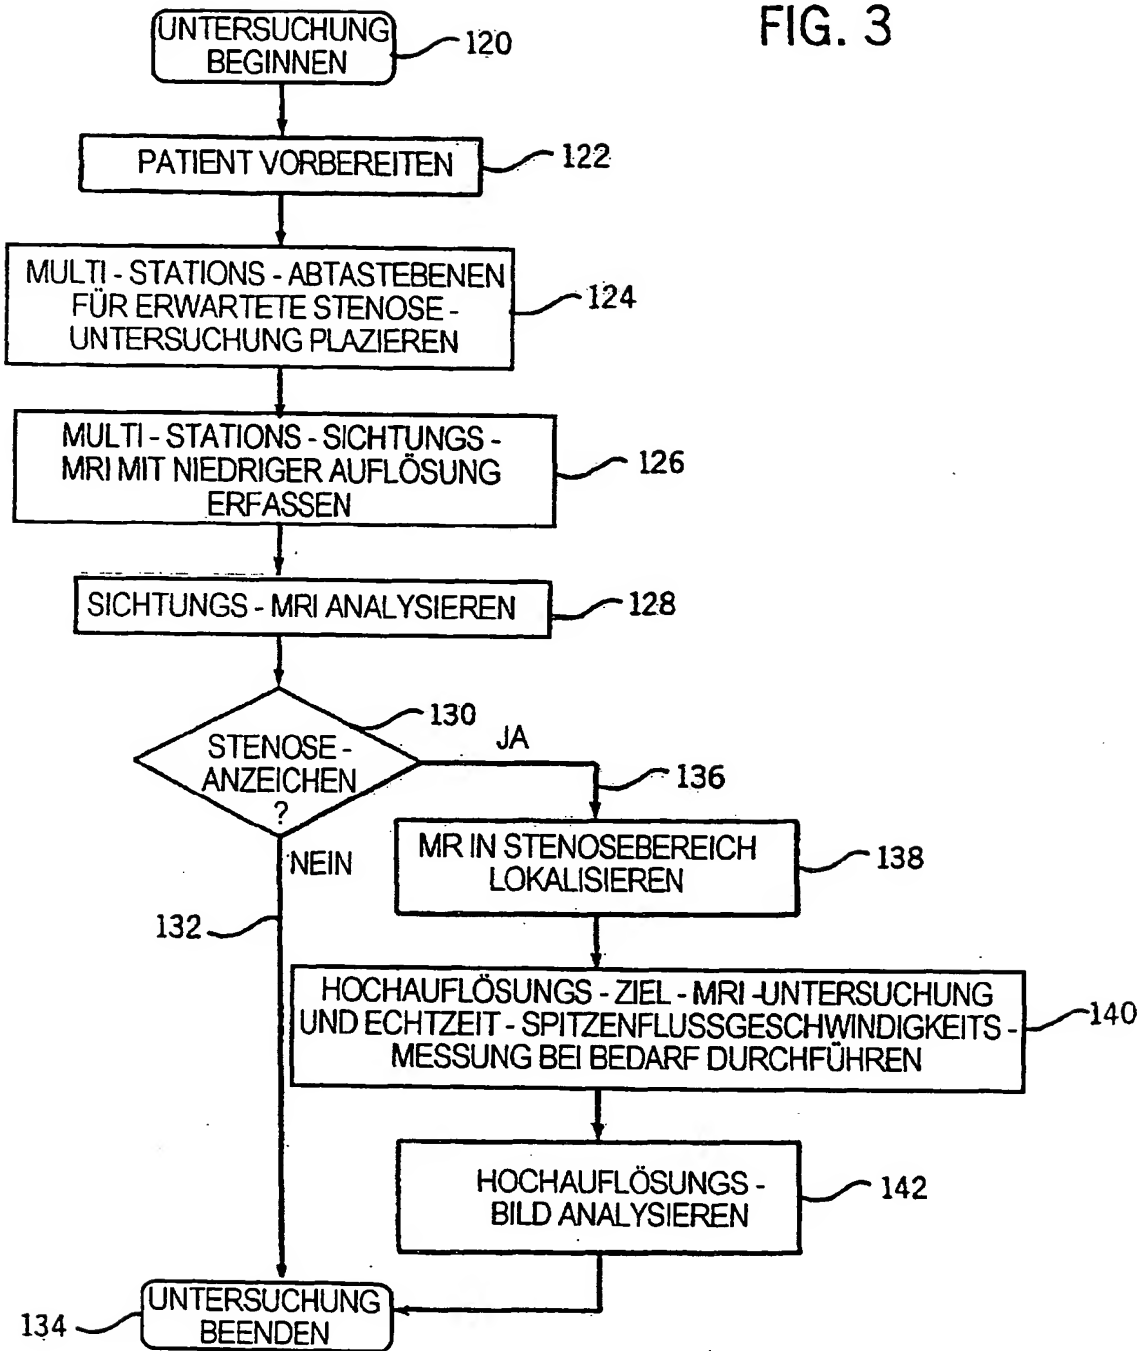 FIG. 3
UNTERSUCHUNG
BEGINNEN
120
PATIENT VORBEREITEN
122
MULTI - STATIONS - ABTASTEBENEN
FÜR ERWARTETE STENOSE -
UNTERSUCHUNG PLAZIEREN
124
MULTI - STATIONS - SICHTUNGS -
MRI MIT NIEDRIGER AUFLÖSUNG
ERFASSEN
126
SICHTUNGS - MRI ANALYSIEREN
128
STENOSE -
ANZEICHEN
?
130
JA
136
NEIN
132
MR IN STENOSEBEREICH
LOKALISIEREN
138
HOCHAUFLÖSUNGS - ZIEL - MRI -UNTERSUCHUNG
UND ECHTZEIT - SPITZENFLUSSGESCHWINDIGKEITS -
MESSUNG BEI BEDARF DURCHFÜHREN
140
HOCHAUFLÖSUNGS -
BILD ANALYSIEREN
142
UNTERSUCHUNG
BEENDEN
134